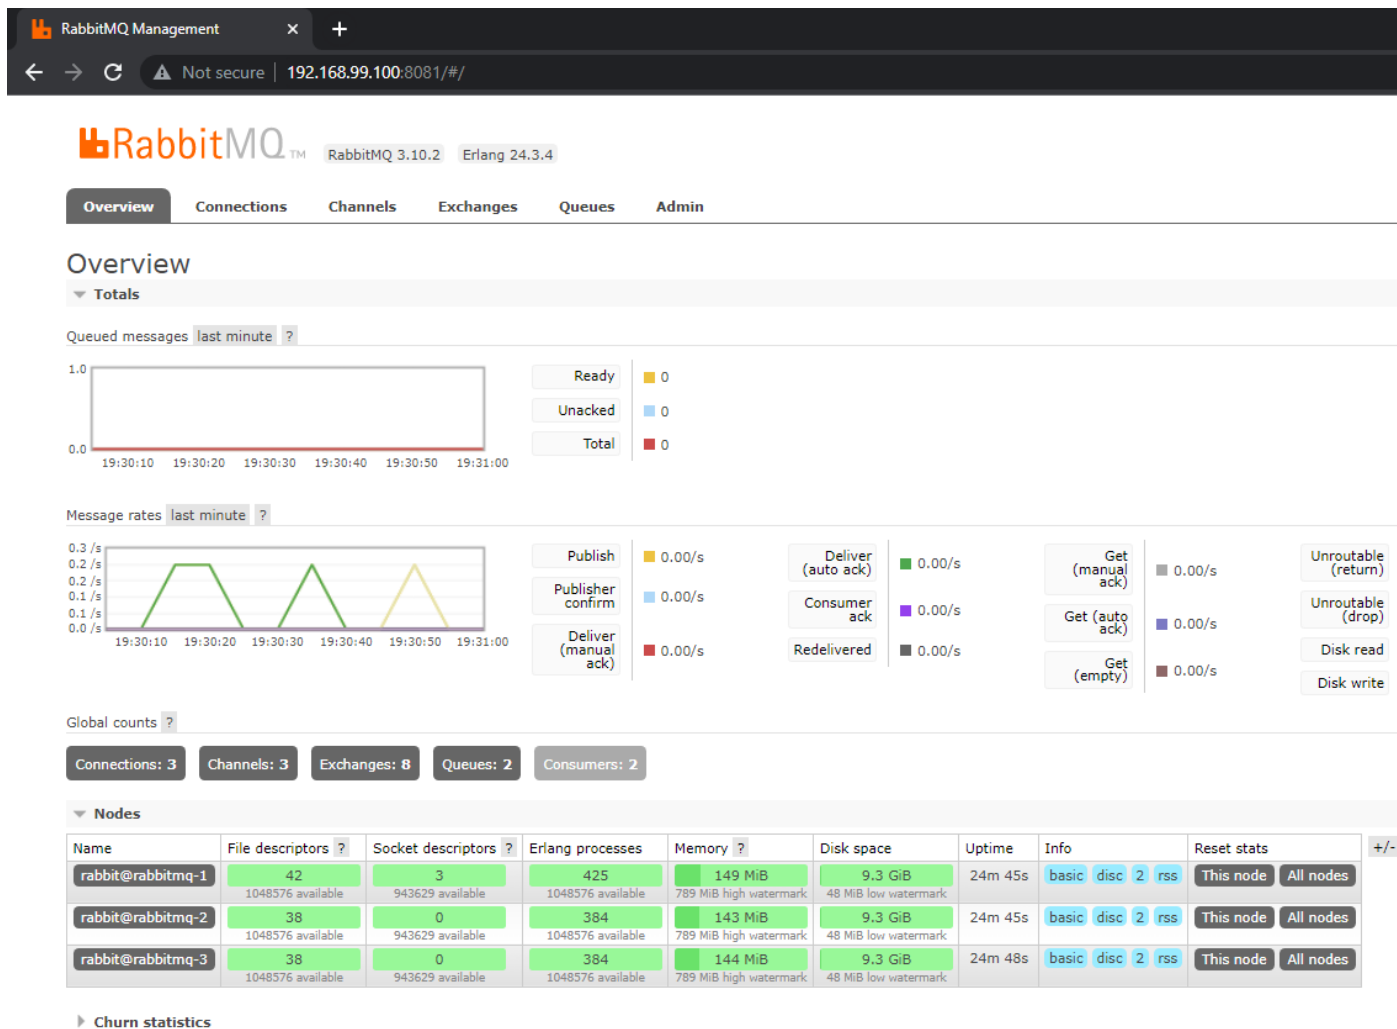 RabbitMQ Management
Not secure 192.168.99.100:8081/#/
RabbitMQ TM RabbitMQ 3.10.2 Erlang 24.3.4
Overview Connections Channels Exchanges Queues Admin
Overview
Totals
Queued messages last minute ?
1.0
0.0
19:30:10 19:30:20 19:30:30 19:30:40 19:30:50 19:31:00
Ready 0
Unacked 0
Total 0
Message rates last minute ?
0.3 /s
0.2 /s
0.2 /s
0.1 /s
0.1 /s
0.0 /s
19:30:10 19:30:20 19:30:30 19:30:40 19:30:50 19:31:00
Publish 0.00/s
Publisher
confirm 0.00/s
Deliver
(manual
ack) 0.00/s
Deliver
(auto ack) 0.00/s
Consumer
ack 0.00/s
Redelivered 0.00/s
Get
(manual
ack) 0.00/s
Get (auto
ack) 0.00/s
Get
(empty) 0.00/s
Unroutable
(return)
Unroutable
(drop)
Disk read
Disk write
Global counts ?
Connections: 3 Channels: 3 Exchanges: 8 Queues: 2 Consumers: 2
Nodes
Name File descriptors ? Socket descriptors ? Erlang processes Memory ? Disk space Uptime Info Reset stats +/-
rabbit@rabbitmq-1 42 3 425 149 MiB 9.3 GiB 24m 45s basic disc 2 rss This node All nodes
1048576 available 943629 available 1048576 available 789 MiB high watermark 48 MiB low watermark
rabbit@rabbitmq-2 38 0 384 143 MiB 9.3 GiB 24m 45s basic disc 2 rss This node All nodes
1048576 available 943629 available 1048576 available 789 MiB high watermark 48 MiB low watermark
rabbit@rabbitmq-3 38 0 384 144 MiB 9.3 GiB 24m 48s basic disc 2 rss This node All nodes
1048576 available 943629 available 1048576 available 789 MiB high watermark 48 MiB low watermark
Churn statistics